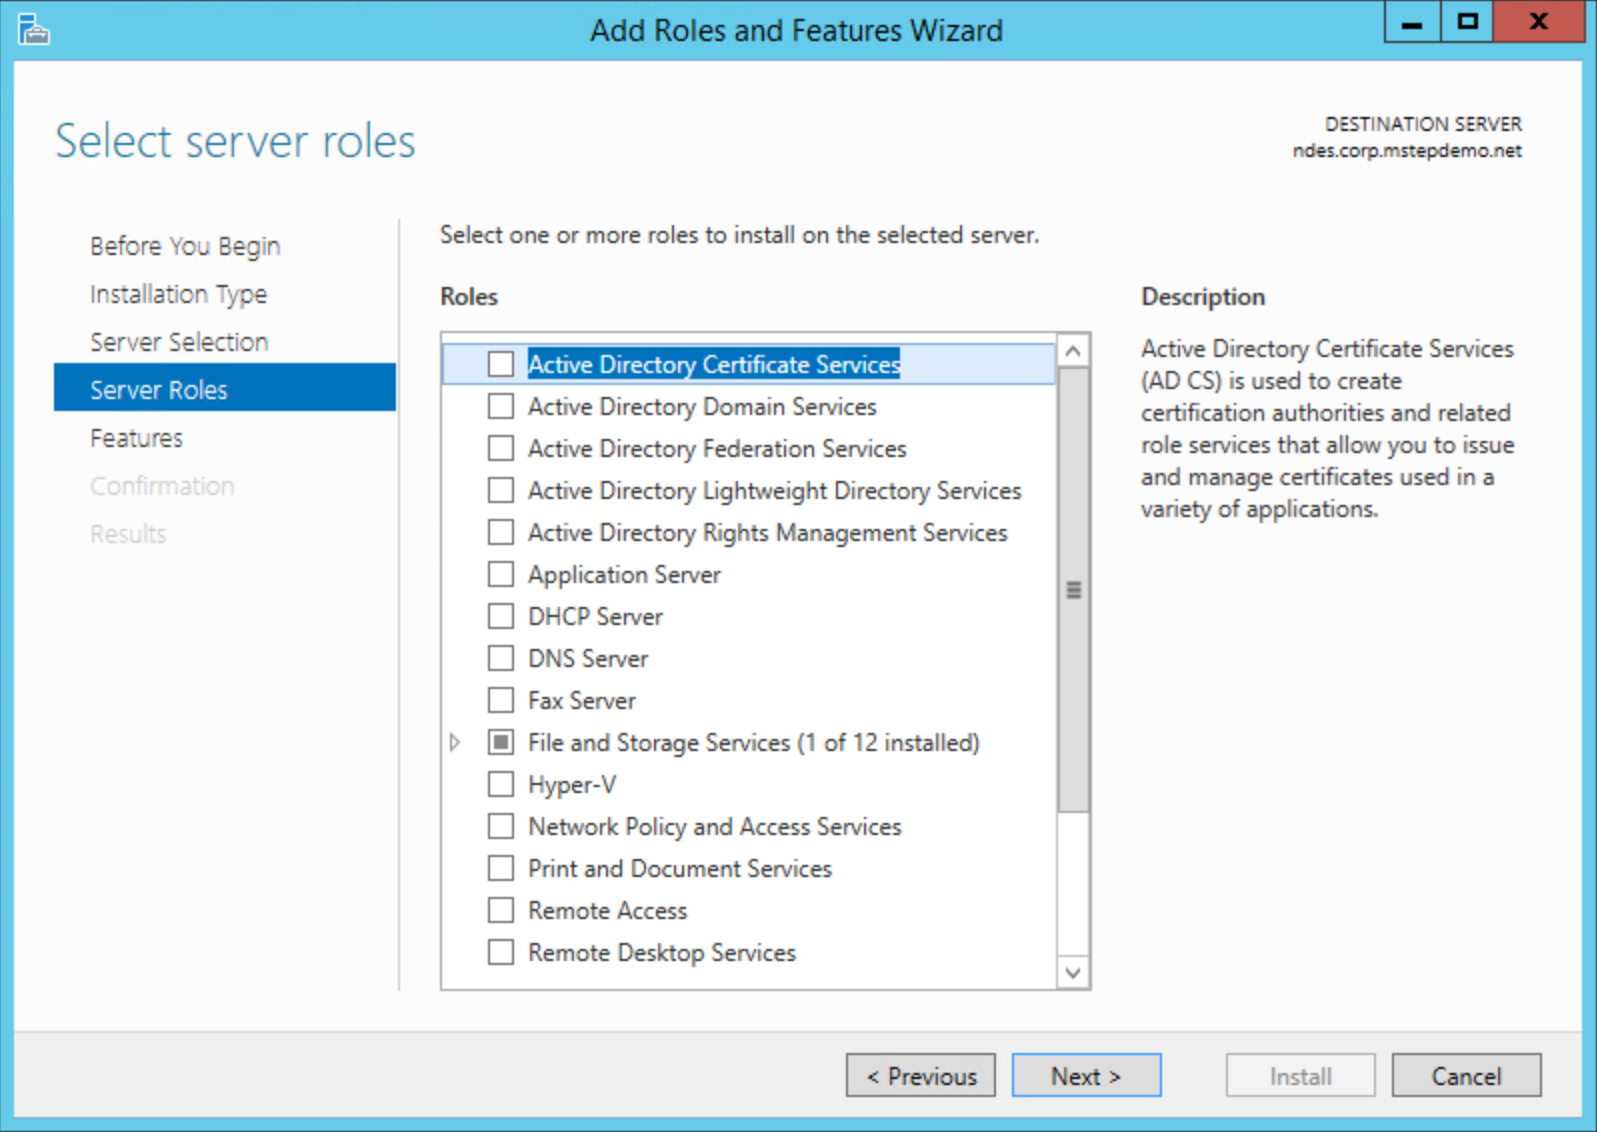 Add Roles and Features Wizard
Select server roles
DESTINATION SERVER
ndes.corp.mstepdemo.net
Before You Begin
Installation Type
Server Selection
Server Roles
Features
Confirmation
Results
Select one or more roles to install on the selected server.
Roles
Active Directory Certificate Services
Active Directory Domain Services
Active Directory Federation Services
Active Directory Lightweight Directory Services
Active Directory Rights Management Services
Application Server
DHCP Server
DNS Server
Fax Server
File and Storage Services (1 of 12 installed)
Hyper-V
Network Policy and Access Services
Print and Document Services
Remote Access
Remote Desktop Services
Description
Active Directory Certificate Services
(AD CS) is used to create
certification authorities and related
role services that allow you to issue
and manage certificates used in a
variety of applications.
< Previous
Next >
Install
Cancel